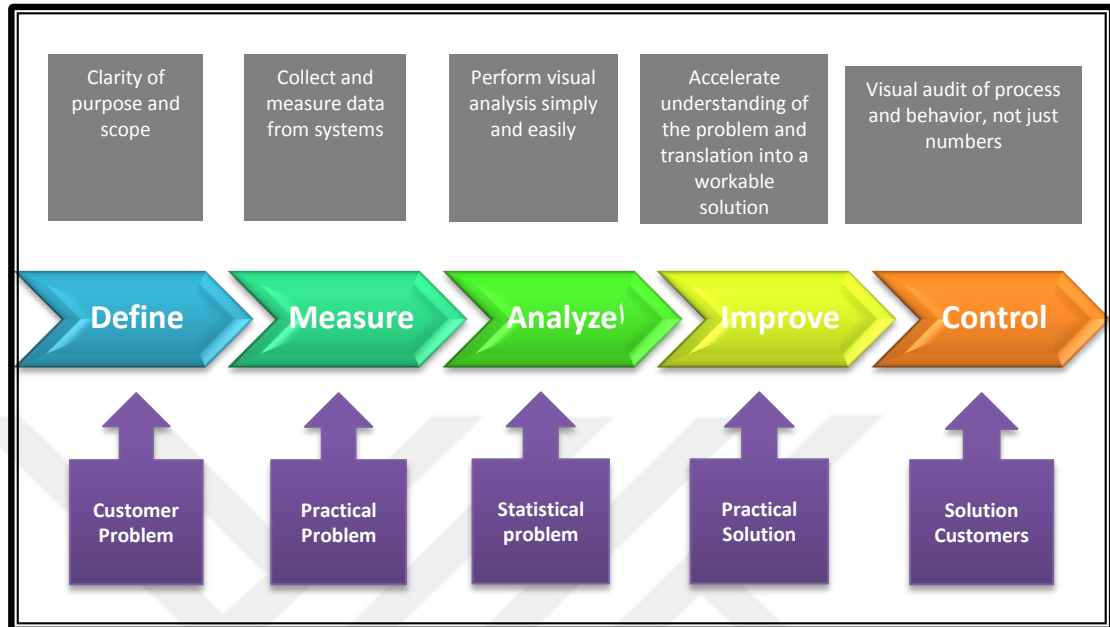 Clarity of
purpose and
scope
Collect and
measure data
from systems
Perform visual
analysis simply
and easily
Accelerate
understanding of
the problem and
translation into a
workable
solution
Visual audit of process
and behavior, not just
numbers
Define
Measure
Analyze⁾
Improve
Control
Customer
Problem
Practical
Problem
Statistical
problem
Practical
Solution
Solution
Customers